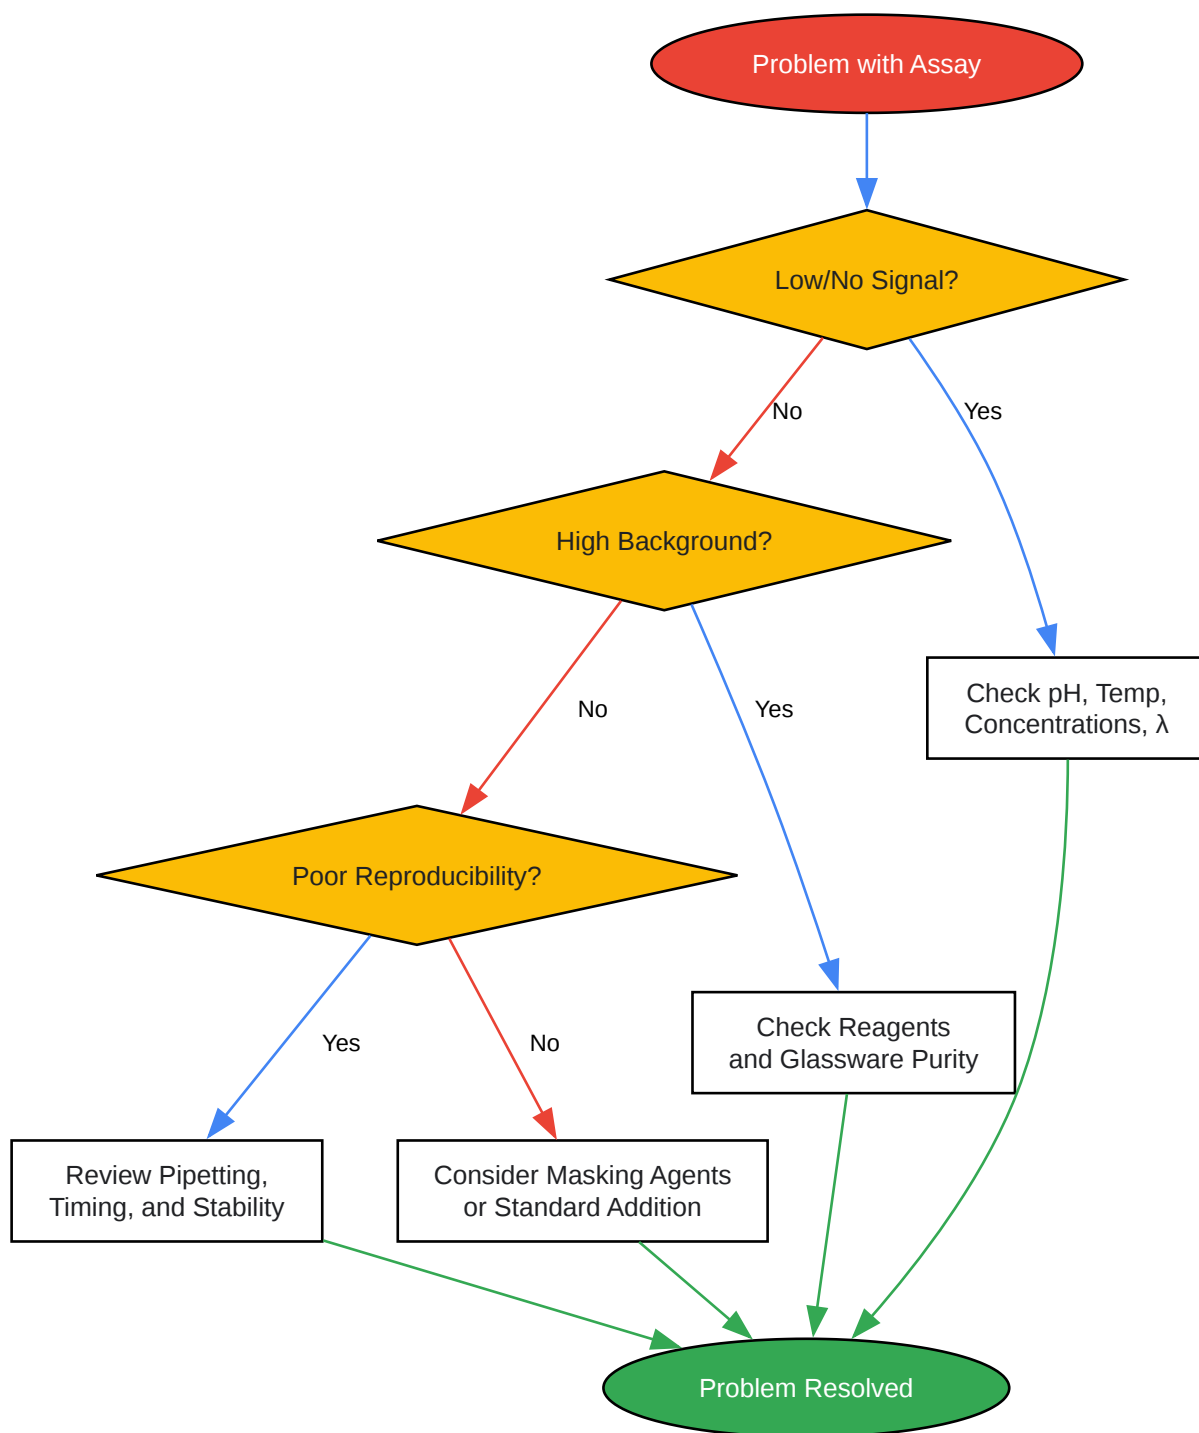 Problem with Assay
Low/No Signal?
No
Yes
High Background?
Check pH, Temp,
Concentrations, λ
No
Yes
Poor Reproducibility?
Check Reagents
and Glassware Purity
Yes
No
Review Pipetting,
Timing, and Stability
Consider Masking Agents
or Standard Addition
Problem Resolved